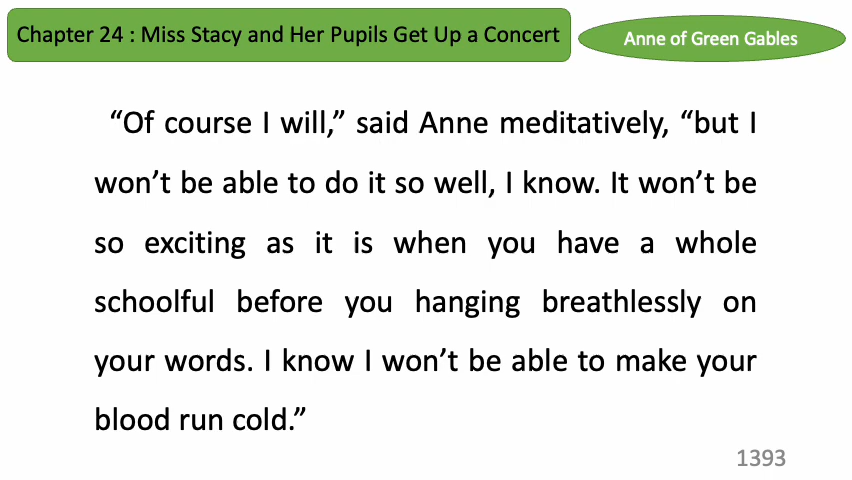 Chapter 24 : Miss Stacy and Her Pupils Get Up a Concert
Anne of Green Gables
“Of course I will,” said Anne meditatively, “but I
won’t be able to do it so well, I know. It won’t be
so exciting as it is when you have a whole
schoolful before you hanging breathlessly on
your words. I know I won’t be able to make your
blood run cold.”
1393